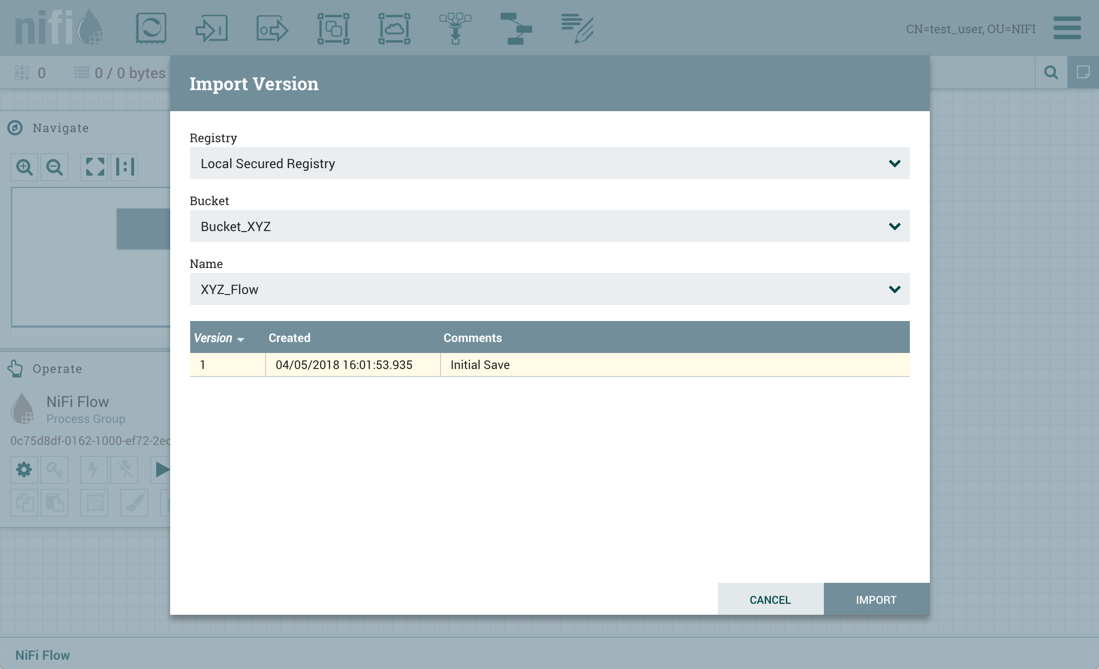 nifi
CN=test_user, OU=NIFI
0
0 / 0 bytes
Import Version
Navigate
Registry
Local Secured Registry
Bucket
Bucket_XYZ
Name
XYZ_Flow
Version Created Comments
1 04/05/2018 16:01:53.935 Initial Save
Operate
NiFi Flow
Process Group
0c75d8df-0162-1000-ef72-2ec
CANCEL IMPORT
NiFi Flow